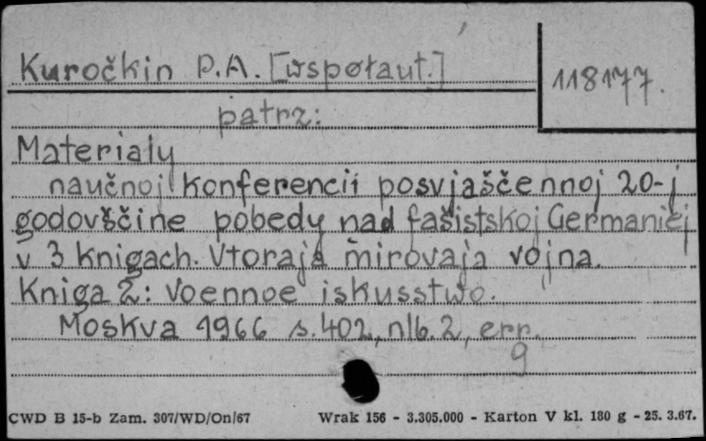 Kuročkin P.A. [współaut.]
118177.
patrz:
Materiały
naučnoj konferencii posvjaščennoj 20-j
godovščine pobedy nad fašistskoj Germaniej
v 3 knigach. Vtoraja mirovaja vojna.
Kniga 2: Voennoe iskusstwo.
Moskva 1966 s. 402, nlb. 2, err.
9
CWD B 15-b Zam. 307/WD/On/67 Wrak 156 - 3.305.000 - Karton V kl. 180 g - 25. 3.67.